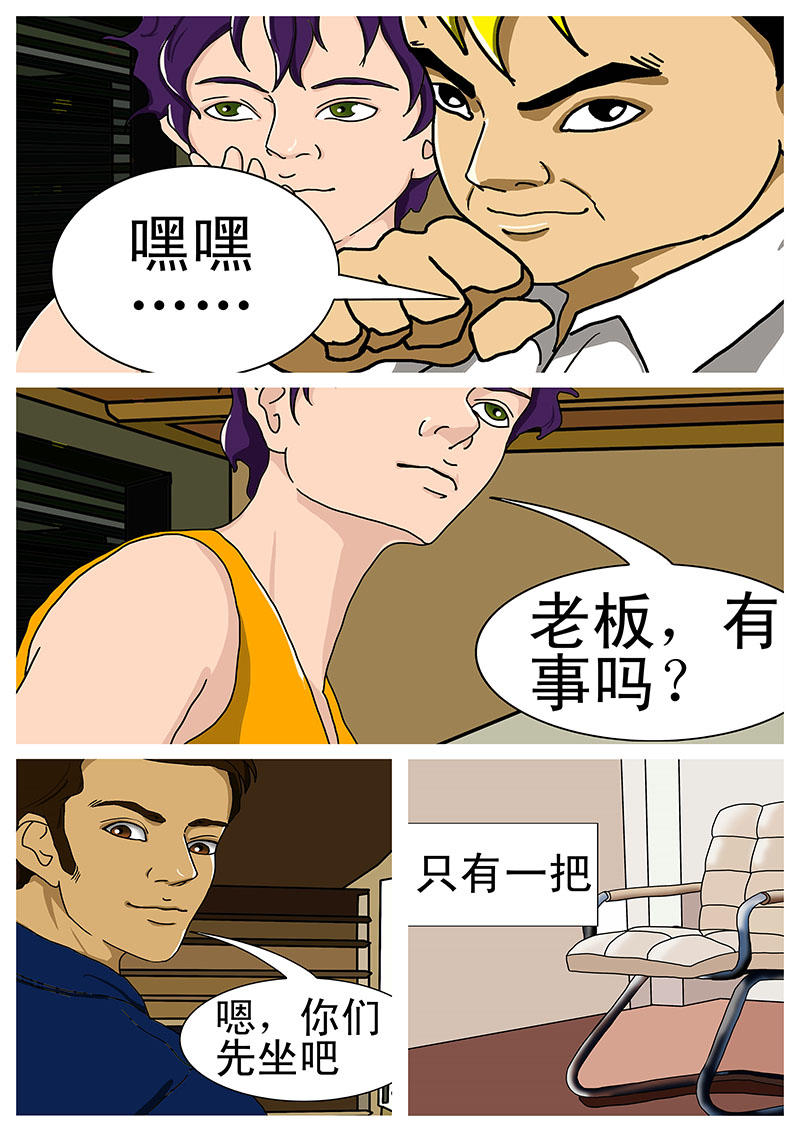 嘿嘿
……
老板，有
事吗？
嗯，你们
先坐吧
只有一把